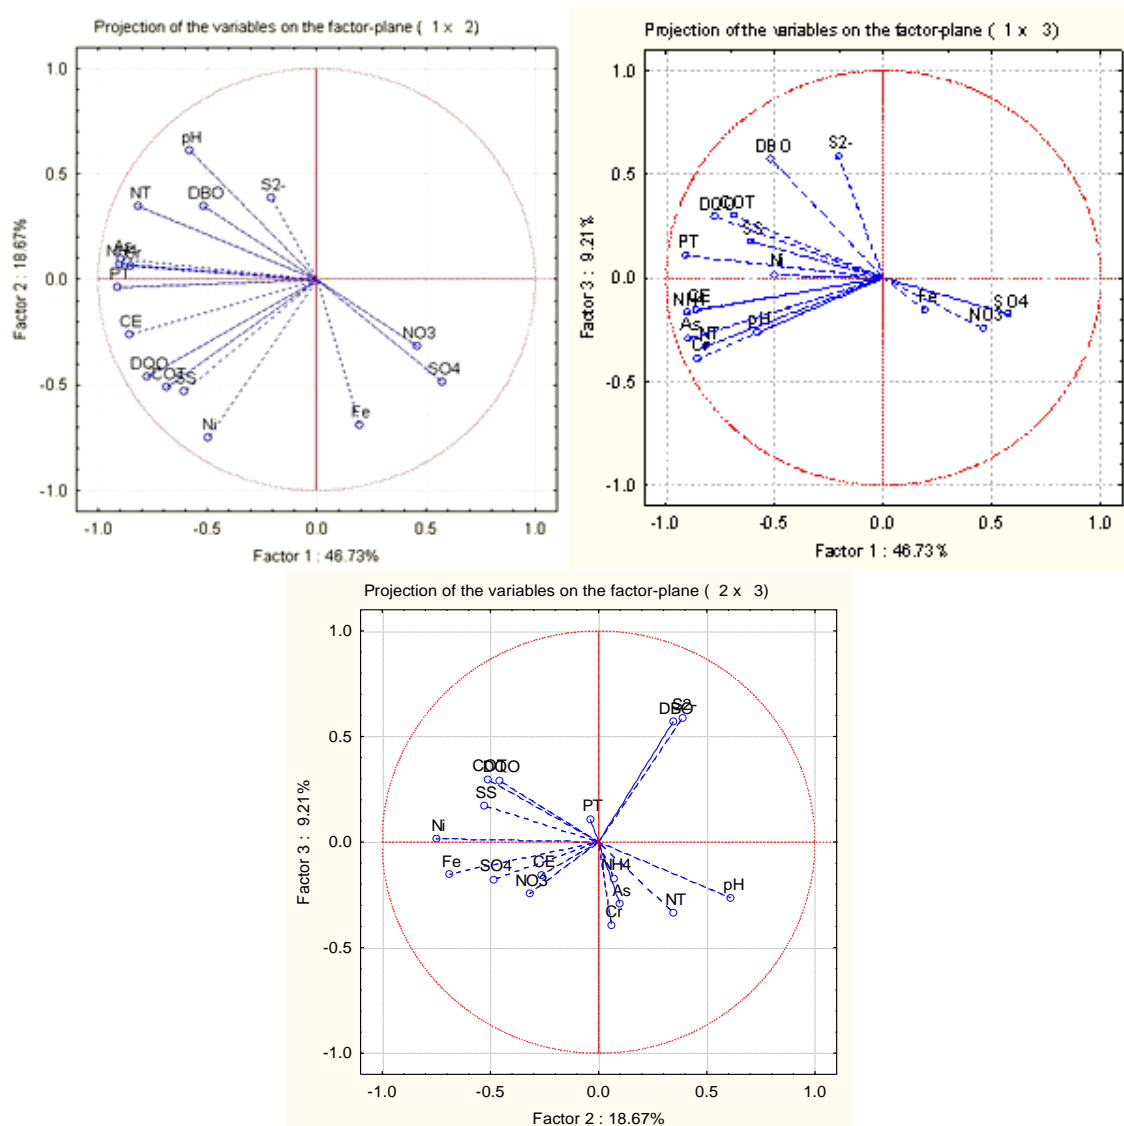 Projection of the variables on the factor-plane ( 1 x 2)
1.0
0.5
0.0
-0.5
-1.0
Factor 2 : 18.67%
pH
NT
DBO
S2-
As
PT
CE
DQO
COT
SS
Ni
NO3
SO4
Fe
-1.0 -0.5 0.0 0.5 1.0
Factor 1 : 46.73%
Projection of the variables on the factor-plane ( 1 x 3)
1.0
0.5
0.0
-0.5
-1.0
Factor 3 : 9.21%
DBO
S2-
DQO
COT
SS
PT
Ni
NH4
CE
As
NT
Cr
pH
Fe
SO4
NO3
-1.0 -0.5 0.0 0.5 1.0
Factor 1 : 46.73%
Projection of the variables on the factor-plane ( 2 x 3)
1.0
0.5
0.0
-0.5
-1.0
Factor 3 : 9.21%
S2-
DBO
COT
DQO
SS
PT
Ni
Fe
SO4
CE
NO3
NH4
As
Cr
NT
pH
-1.0 -0.5 0.0 0.5 1.0
Factor 2 : 18.67%